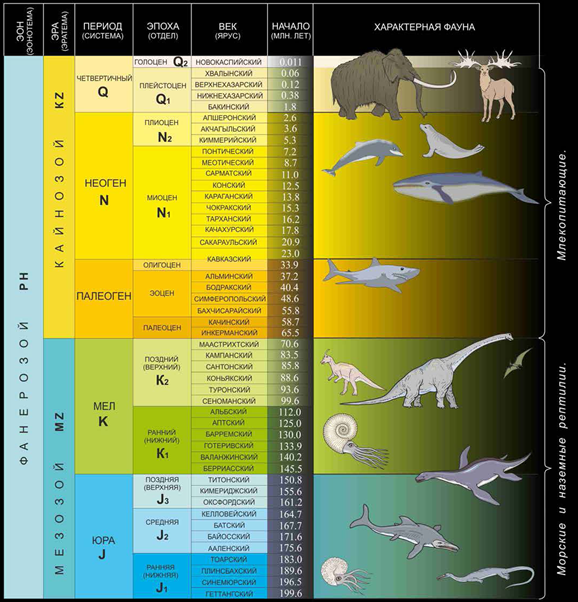 ЭОН (ЭОНОТЕМА)
ЭРА (ЭРАТЕМА)
ПЕРИОД (СИСТЕМА)
ЭПОХА (ОТДЕЛ)
ВЕК (ЯРУС)
НАЧАЛО (МЛН. ЛЕТ)
ХАРАКТЕРНАЯ ФАУНА
ФАНЕРОЗОЙ PH
КАЙНОЗОЙ KZ
ЧЕТВЕРТИЧНЫЙ
Q
ГОЛОЦЕН Q2
НОВОКАСПИЙСКИЙ 0.011
ПЛЕЙСТОЦЕН
Q1
ХВАЛЫНСКИЙ 0.06
ВЕРХНЕХАЗАРСКИЙ 0.12
НИЖНЕХАЗАРСКИЙ 0.38
БАКИНСКИЙ 1.8
НЕОГЕН
N
ПЛИОЦЕН
N2
АПШЕРОНСКИЙ 2.6
АКЧАГЫЛЬСКИЙ 3.6
КИММЕРИЙСКИЙ 5.3
МИОЦЕН
N1
ПОНТИЧЕСКИЙ 7.2
МЕОТИЧЕСКИЙ 8.7
САРМАТСКИЙ 11.0
КОНСКИЙ 12.5
КАРАГАНСКИЙ 13.8
ЧОКРАКСКИЙ 15.3
ТАРХАНСКИЙ 16.2
КАЧАХУРСКИЙ 17.8
САКАРАУЛЬСКИЙ 20.9
КАВКАЗСКИЙ 23.0
ПАЛЕОГЕН
ОЛИГОЦЕН
33.9
ЭОЦЕН
АЛЬМИНСКИЙ 37.2
БОДРАКСКИЙ 40.4
СИМФЕРОПОЛЬСКИЙ 48.6
БАХЧИСАРАЙСКИЙ 55.8
ПАЛЕОЦЕН
КАЧИНСКИЙ 58.7
ИНКЕРМАНСКИЙ 65.5
Млекопитающие.
МЕЗОЗОЙ MZ
МЕЛ
K
ПОЗДНИЙ
(ВЕРХНИЙ)
K2
МААСТРИХТСКИЙ 70.6
КАМПАНСКИЙ 83.5
САНТОНСКИЙ 85.8
КОНЬЯКСКИЙ 88.6
ТУРОНСКИЙ 93.6
СЕНОМАНСКИЙ 99.6
РАННИЙ
(НИЖНИЙ)
K1
АЛЬБСКИЙ 112.0
АПТСКИЙ 125.0
БАРРЕМСКИЙ 130.0
ГОТЕРИВСКИЙ 133.9
ВАЛАНЖИНСКИЙ 140.2
БЕРРИАССКИЙ 145.5
ЮРА
J
ПОЗДНЯЯ
(ВЕРХНЯЯ)
J3
ТИТОНСКИЙ 150.8
КИМЕРИДЖСКИЙ 155.6
ОКСФОРДСКИЙ 161.2
СРЕДНЯЯ
J2
КЕЛЛОВЕЙСКИЙ 164.7
БАТСКИЙ 167.7
БАЙОССКИЙ 171.6
ААЛЕНСКИЙ 175.6
РАННЯЯ
(НИЖНЯЯ)
J1
ТОАРСКИЙ 183.0
ПЛИНСБАХСКИЙ 189.6
СИНЕМЮРСКИЙ 196.5
ГЕТТАНГСКИЙ 199.6
Морские и наземные рептилии.